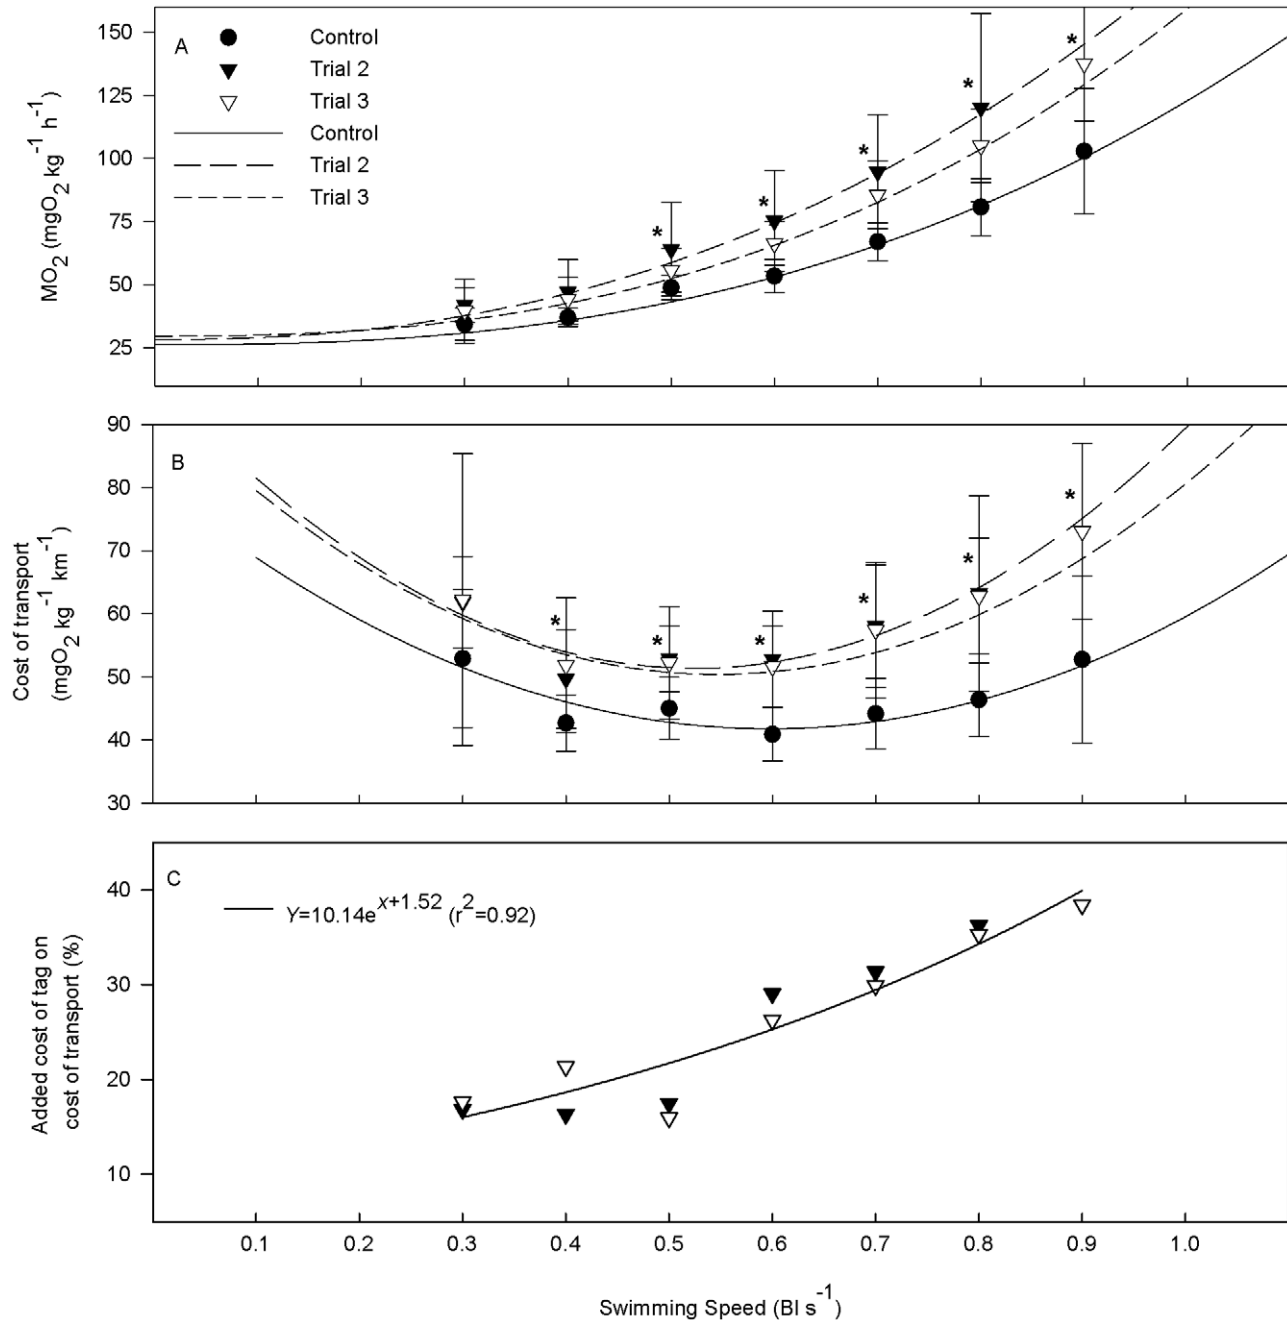 A
Control
Trial 2
Trial 3
Control
Trial 2
Trial 3
MO2 (mgO2 kg-1 h-1)
150
125
100
75
50
25
*
*
*
*
*
B
Cost of transport
(mgO2 kg-1 km-1)
90
80
70
60
50
40
30
*
*
*
*
*
*
C
Y=10.14e^x+1.52 (r2=0.92)
Added cost of tag on
cost of transport (%)
40
30
20
10
0.1 0.2 0.3 0.4 0.5 0.6 0.7 0.8 0.9 1.0
Swimming Speed (Bl s-1)